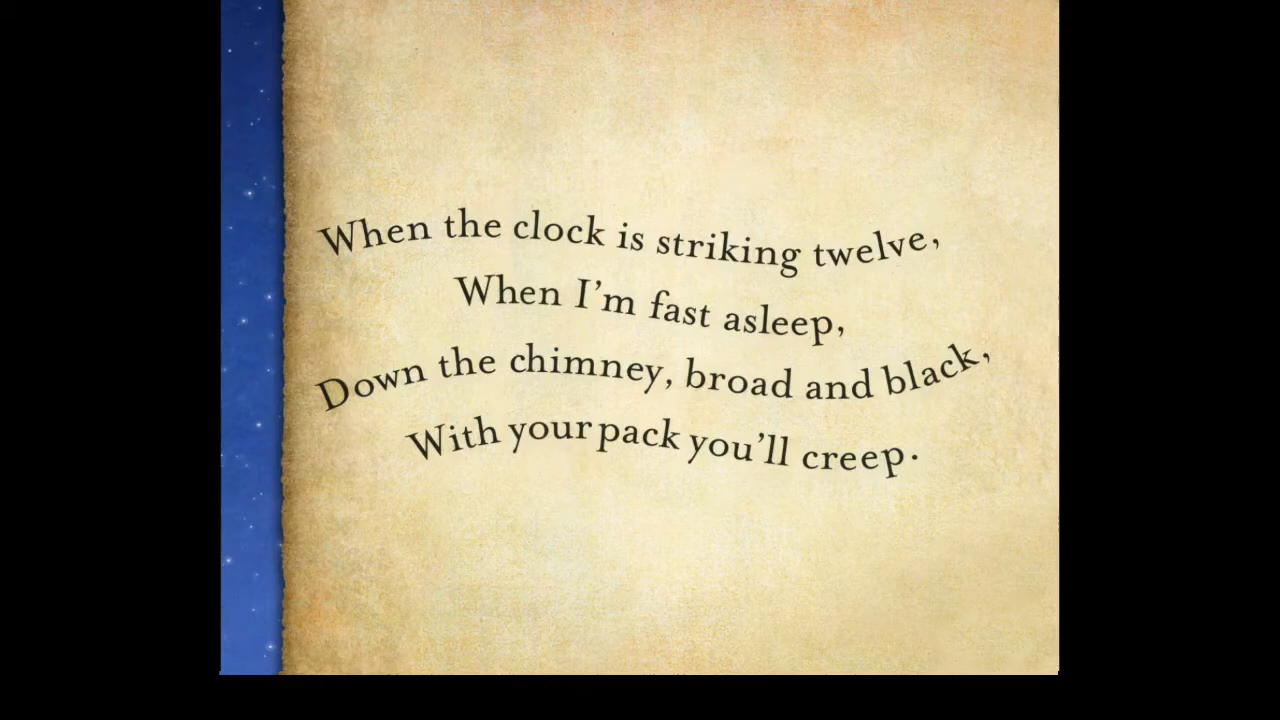 When the clock is striking twelve,
When I'm fast asleep,
Down the chimney, broad and black,
With your pack you'll creep.